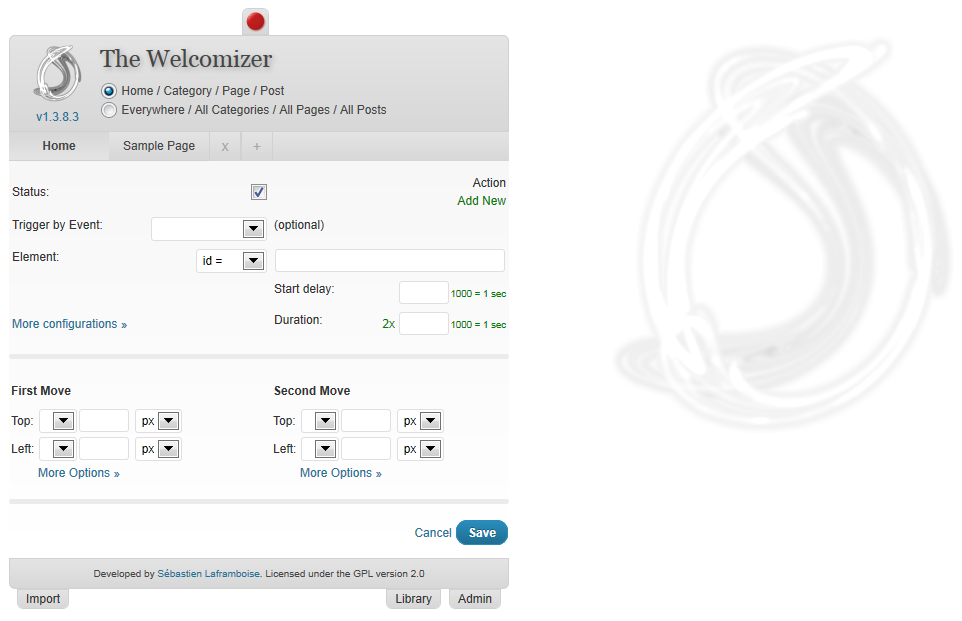 The Welcomizer
Home / Category / Page / Post
Everywhere / All Categories / All Pages / All Posts
v1.3.8.3
Home Sample Page x +
Status: Action
Add New
Trigger by Event: (optional)
Element: id =
Start delay: 1000 = 1 sec
More configurations » Duration: 2x 1000 = 1 sec
First Move Second Move
Top: px Top: px
Left: px Left: px
More Options » More Options »
Cancel Save
Developed by Sébastien Laframboise. Licensed under the GPL version 2.0
Import Library Admin